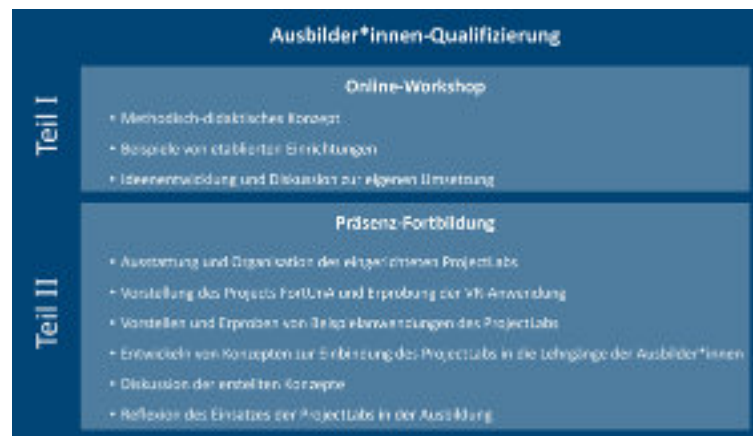 Ausbilder*innen-Qualifizierung
Teil I
Online-Workshop
• Methodisch-didaktisches Konzept
• Beispiele von etablierten Einrichtungen
• Ideenentwicklung und Diskussion zur eigenen Umsetzung
Teil II
Präsenz-Fortbildung
• Ausstattung und Organisation des eingerichteten ProjectLabs
• Vorstellung des Projects FortUnA und Erprobung der VR-Anwendung
• Vorstellen und Erproben von Beispielanwendungen des ProjectLabs
• Entwickeln von Konzepten zur Einbindung des ProjectLabs in die Lehrgänge der Ausbilder*innen
• Diskussion der erstellten Konzepte
• Reflexion des Einsatzes der ProjectLabs in der Ausbildung